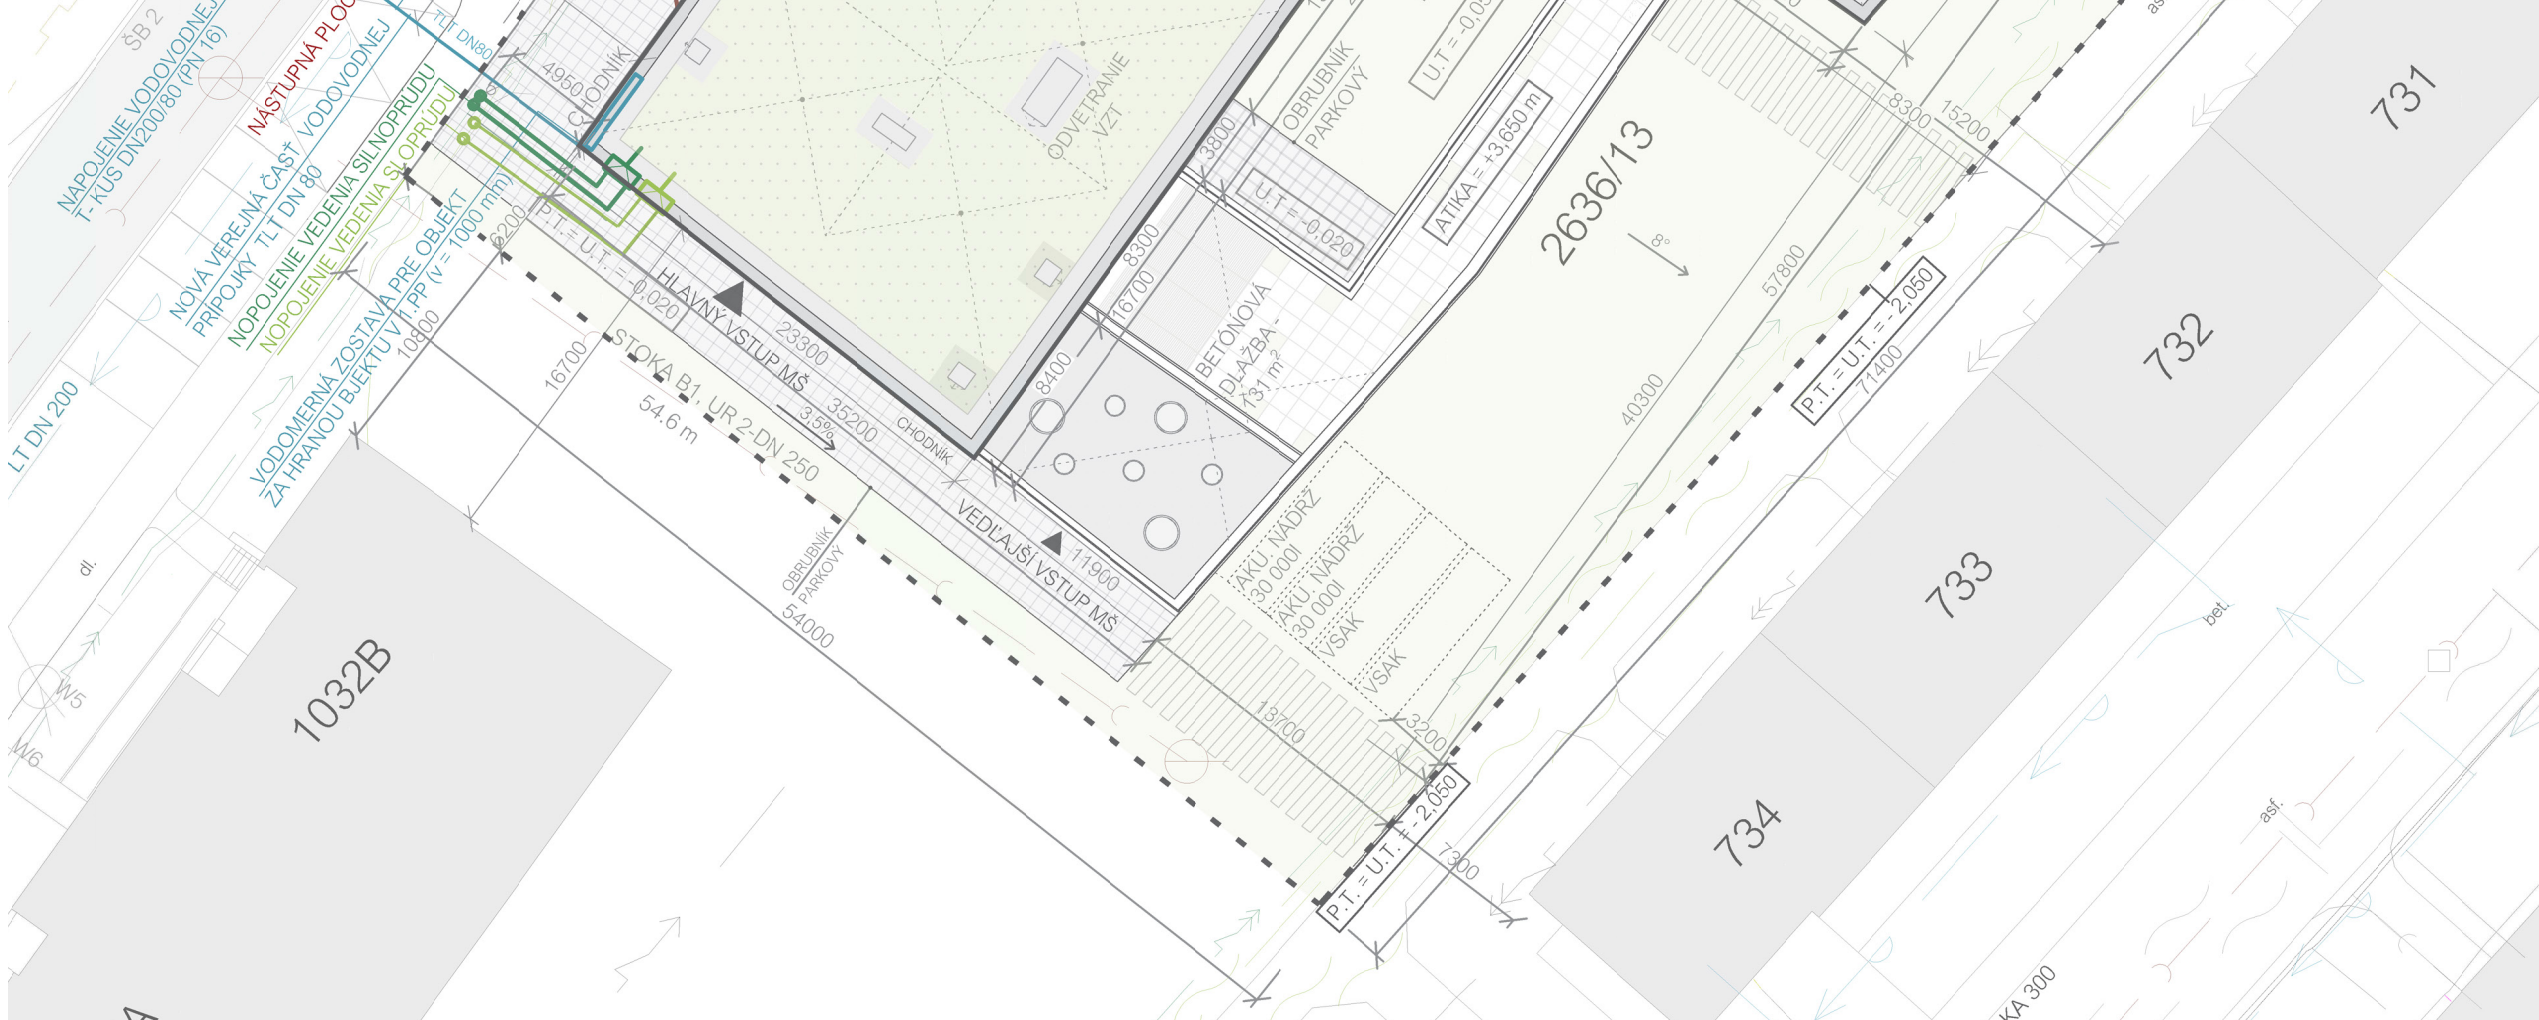 ŠB 2
NAPOJENIE VODOVODNEJ
T- KUS DN200/80 (PN 16)
NÁSTUPNÁ PLOC
NOVÁ VEREJNÁ ČASŤ VODOVODNEJ
PRÍPOJKY TLT DN 80
NOPOJENIE VEDENIA SILNOPRÚDU
NOPOJENIE VEDENIA SLOPRÚDU
VODOMERNÁ ZOSTAVA PRE OBJEKT
ZA HRANOU BJEKTU V 1.PP (v = 1000 mm)
LT DN 200
TLT DN80
4950
CHODNÍK
6200
10800
16700
P.T. = U.T. = -0,020
HLAVNÝ VSTUP MŠ
23300
35200
3,5%
CHODNÍK
STOKA B1, UR 2-DN 250
54.6 m
VEDĽAJŠÍ VSTUP MŠ
11900
OBRUBNÍK
PARKOVÝ
54000
ODVETRANIE
VZT
OBRUBNÍK
PARKOVÝ
3800
U.T = -0,020
8300
16700
8400
BETÓNOVÁ
DLAŽBA -
131 m²
ATIKA = +3,650 m
2636/13
8°
8300
15200
57800
40300
71400
P.T. = U.T. = - 2,050
AKU. NÁDRŽ
30 000l
AKU. NÁDRŽ
30 000l
VSAK
VSAK
13700
3200
P.T. = U.T. = - 2,050
7300
731
732
733
734
1032B
dl.
W5
W6
bet.
asf.
KA 300